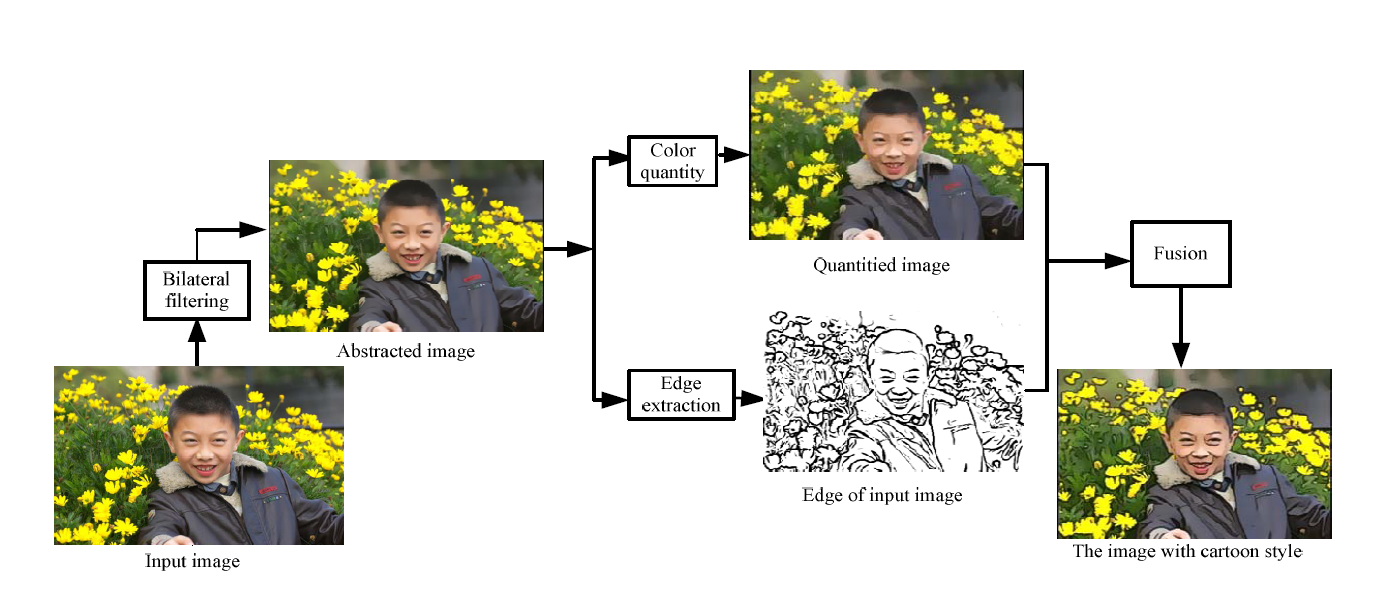 Bilateral
filtering
Input image
Abstracted image
Color
quantity
Edge
extraction
Quantitied image
Edge of input image
Fusion
The image with cartoon style